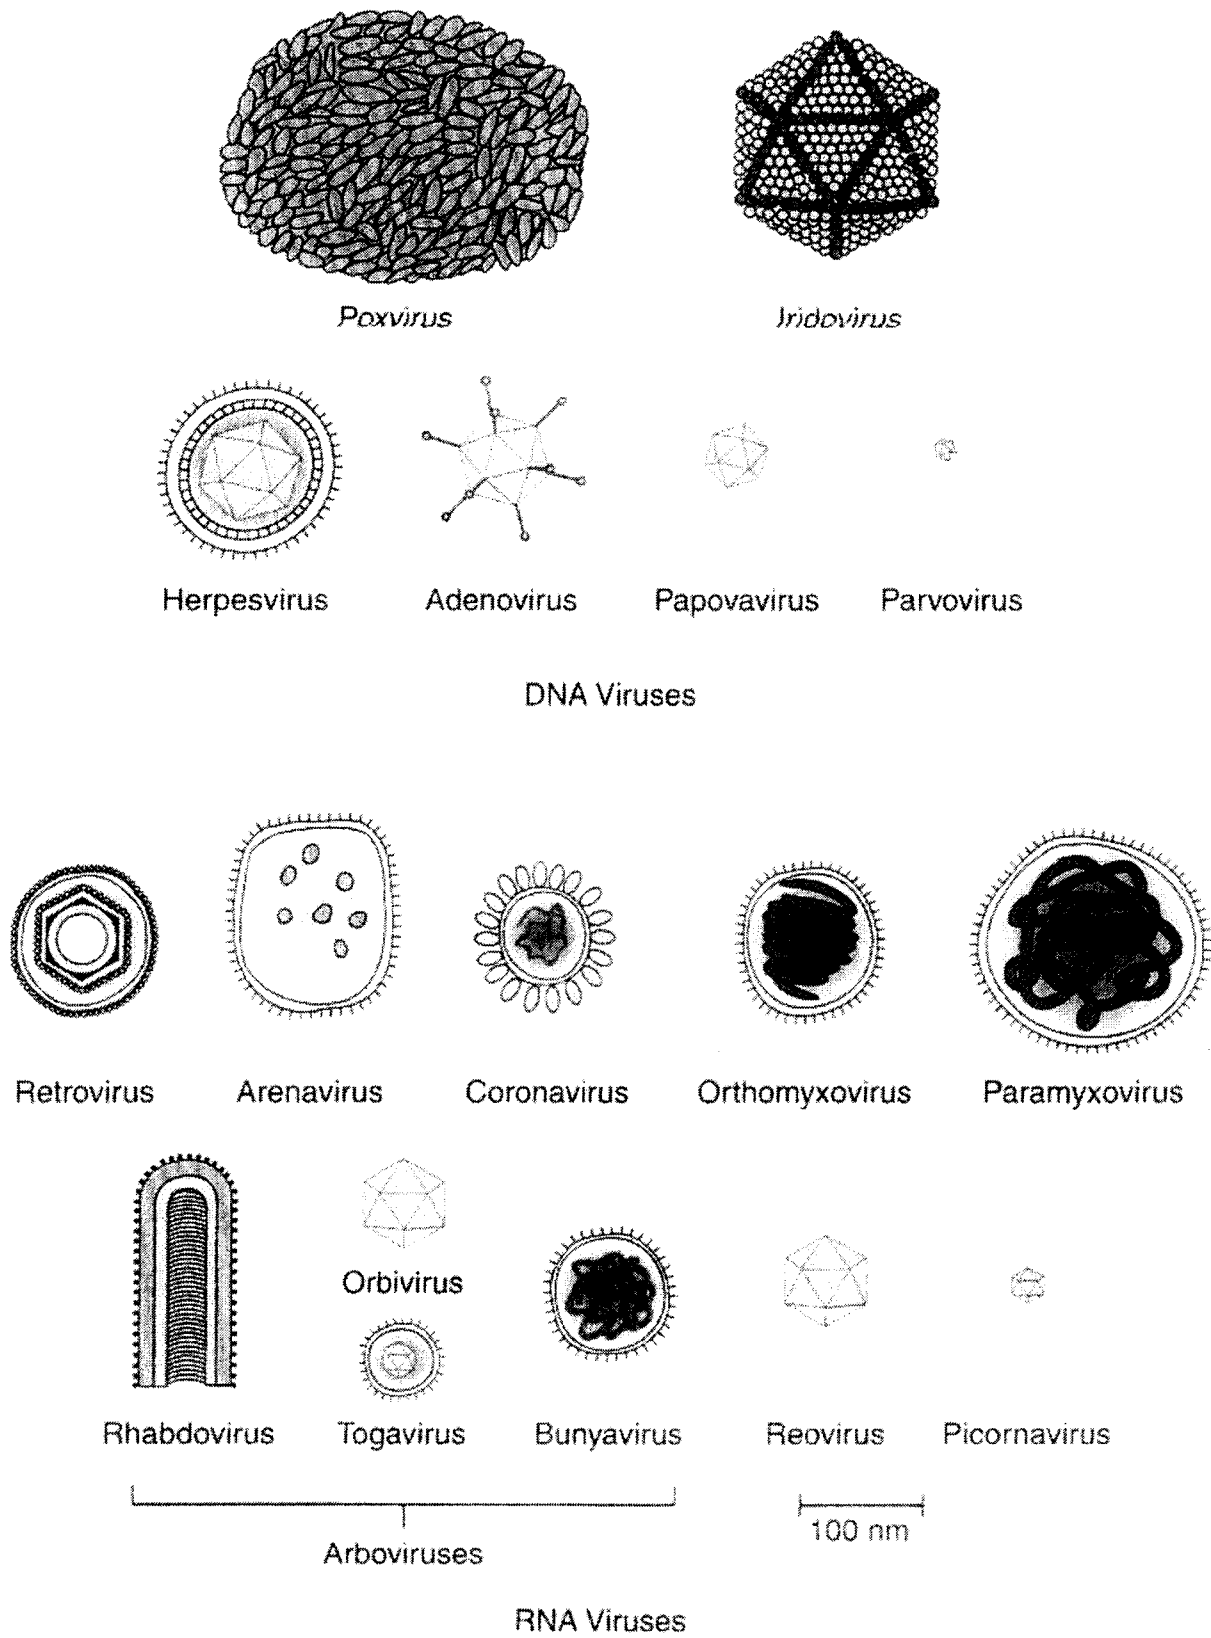 Poxvirus Iridovirus
Herpesvirus Adenovirus Papovavirus Parvovirus
DNA Viruses
Retrovirus Arenavirus Coronavirus Orthomyxovirus Paramyxovirus
Orbivirus
Rhabdovirus Togavirus Bunyavirus Reovirus Picornavirus
100 nm
Arboviruses
RNA Viruses